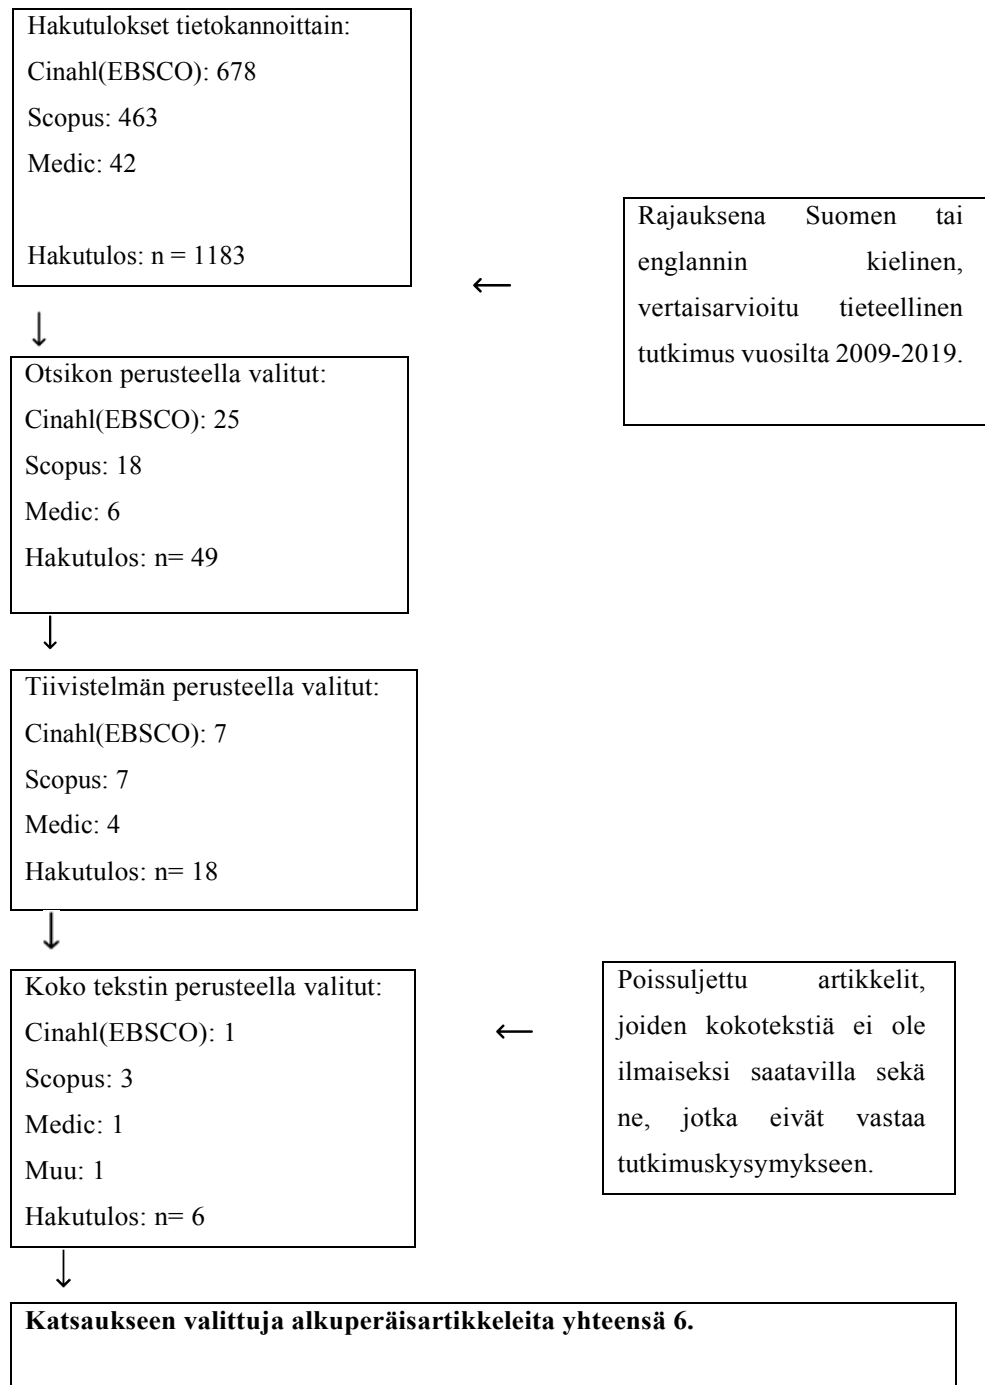 Hakutulokset tietokannoittain:
Cinahl(EBSCO): 678
Scopus: 463
Medic: 42
Hakutulos: n = 1183
Rajauksena Suomen tai
englannin kielinen,
vertaisarvioitu tieteellinen
tutkimus vuosilta 2009-2019.
Otsikon perusteella valitut:
Cinahl(EBSCO): 25
Scopus: 18
Medic: 6
Hakutulos: n= 49
Tiivistelmän perusteella valitut:
Cinahl(EBSCO): 7
Scopus: 7
Medic: 4
Hakutulos: n= 18
Koko tekstin perusteella valitut:
Cinahl(EBSCO): 1
Scopus: 3
Medic: 1
Muu: 1
Hakutulos: n= 6
Poissuljettu artikkelit,
joiden kokotekstiä ei ole
ilmaiseksi saatavilla sekä
ne, jotka eivät vastaa
tutkimuskysymykseen.
Katsaukseen valittuja alkuperäisartikkeleita yhteensä 6.